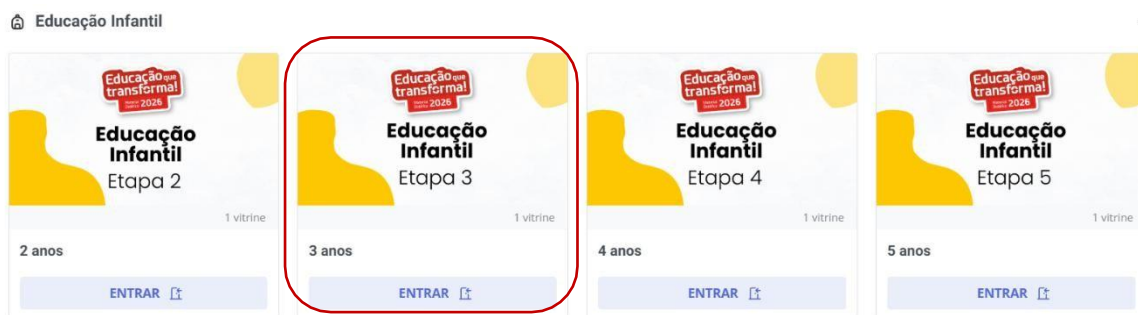 Educação Infantil
Educação que
transforma!
2026
Educação
Infantil
Etapa 2
1 vitrine
2 anos
ENTRAR
Educação que
transforma!
2026
Educação
Infantil
Etapa 3
1 vitrine
3 anos
ENTRAR
Educação que
transforma!
2026
Educação
Infantil
Etapa 4
1 vitrine
4 anos
ENTRAR
Educação que
transforma!
2026
Educação
Infantil
Etapa 5
1 vitrine
5 anos
ENTRAR